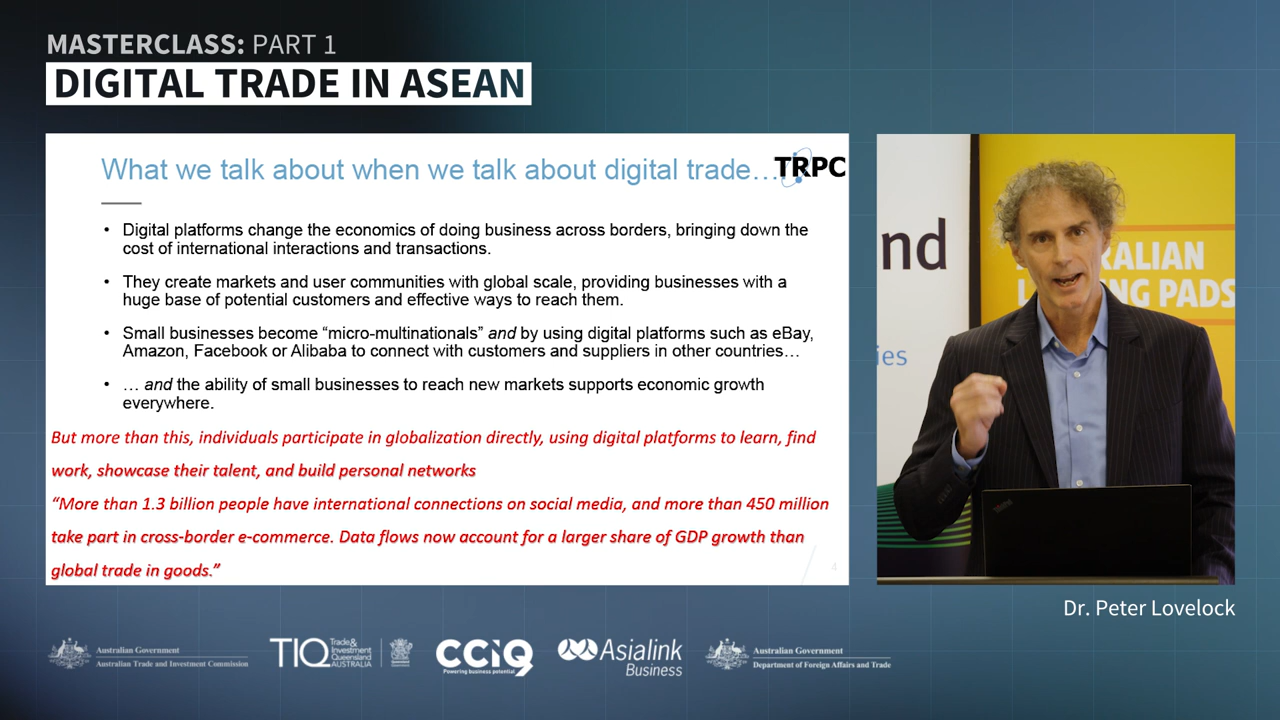 MASTERCLASS: PART 1
DIGITAL TRADE IN ASEAN
What we talk about when we talk about digital trade…
TRPC
• Digital platforms change the economics of doing business across borders, bringing down the
cost of international interactions and transactions.
• They create markets and user communities with global scale, providing businesses with a
huge base of potential customers and effective ways to reach them.
• Small businesses become “micro-multinationals” and by using digital platforms such as eBay,
Amazon, Facebook or Alibaba to connect with customers and suppliers in other countries…
• … and the ability of small businesses to reach new markets supports economic growth
everywhere.
But more than this, individuals participate in globalization directly, using digital platforms to learn, find
work, showcase their talent, and build personal networks
“More than 1.3 billion people have international connections on social media, and more than 450 million
take part in cross-border e-commerce. Data flows now account for a larger share of GDP growth than
global trade in goods.”
4
nd
ies
RALIAN
NG PADS
Dr. Peter Lovelock
Australian Government
Australian Trade and Investment Commission
TIQ
Trade &
Investment
Queensland
AUSTRALIA
CCIQ
Powering business potential
Asialink
Business
Australian Government
Department of Foreign Affairs and Trade